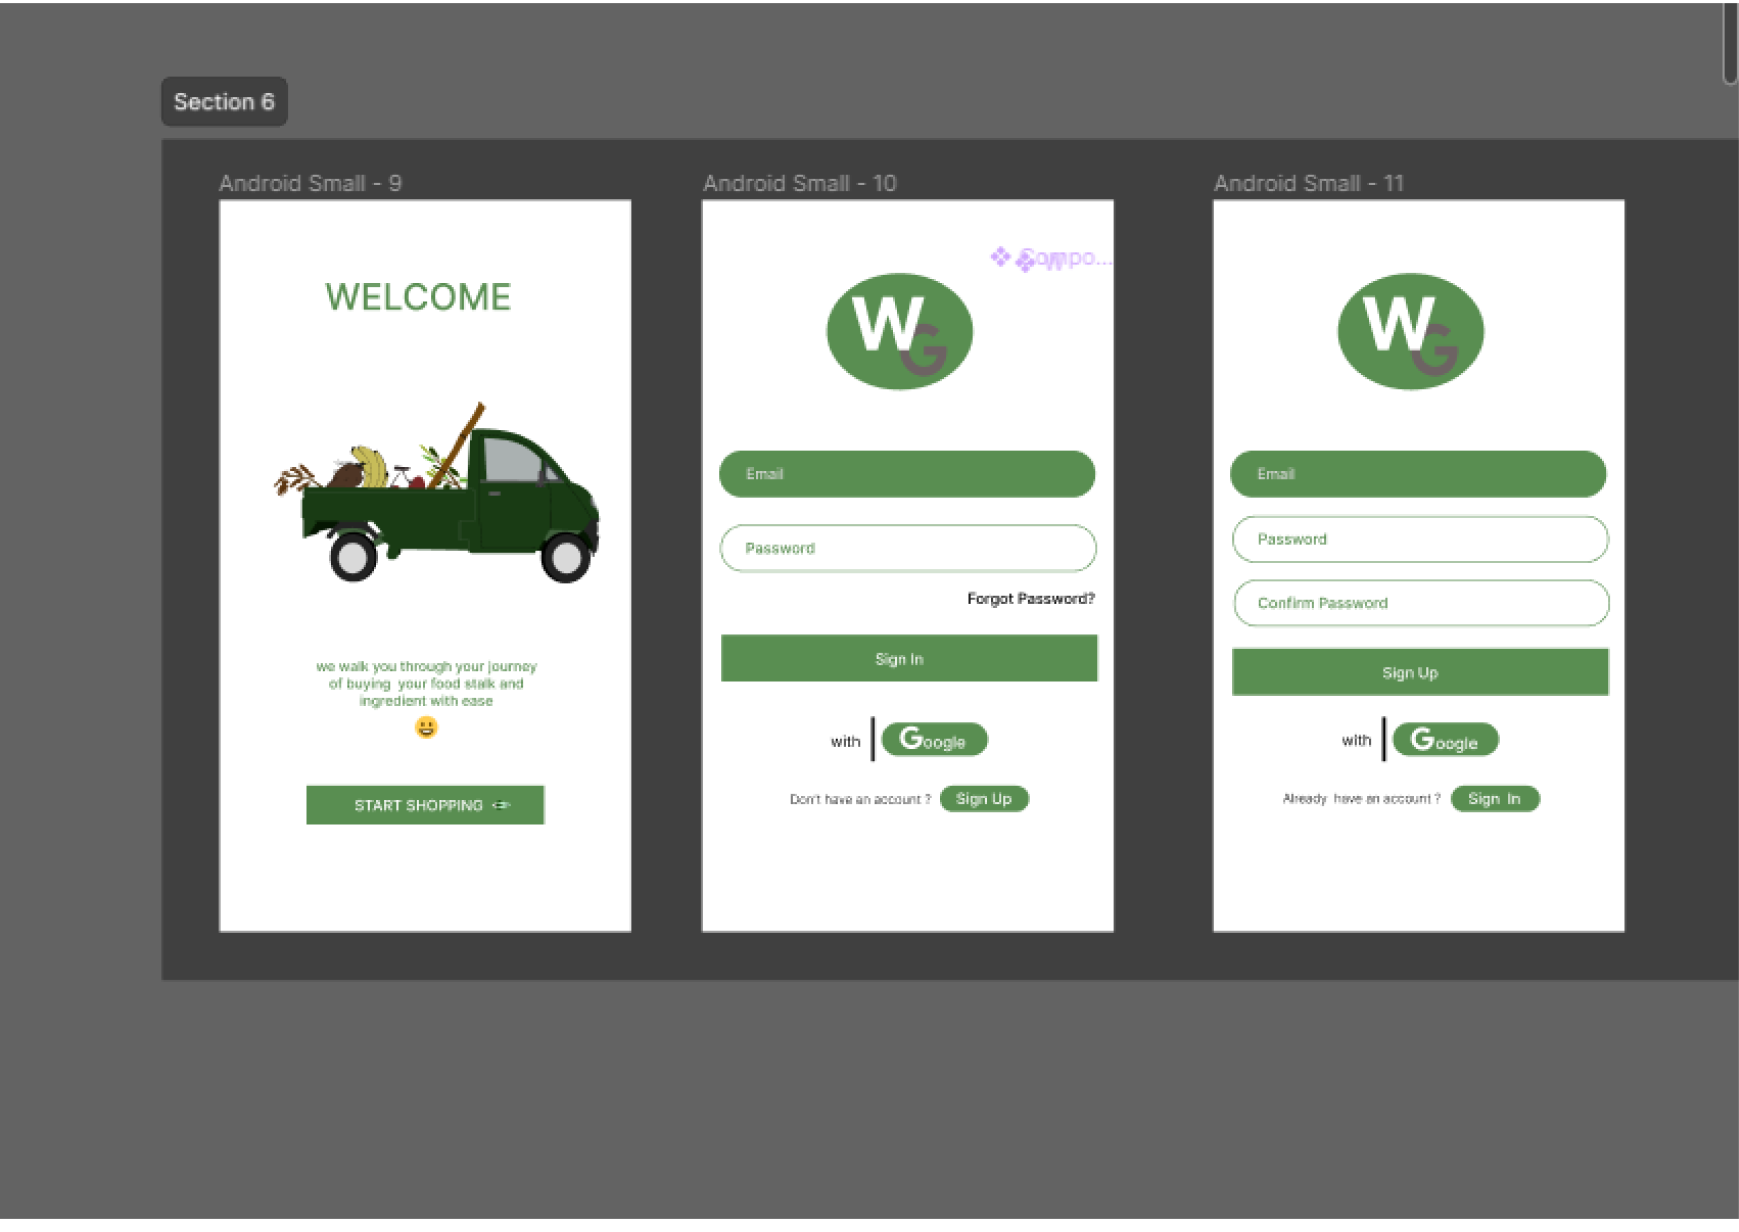 Section 6
Android Small - 9
WELCOME
we walk you through your journey
of buying your food stalk and
ingredient with ease
START SHOPPING
Android Small - 10
Compo...
W
W
G
Email
Password
Forgot Password?
Sign In
with
Google
Don't have an account ?
Sign Up
Android Small - 11
W
G
Email
Password
Confirm Password
Sign Up
with
Google
Already have an account ?
Sign In